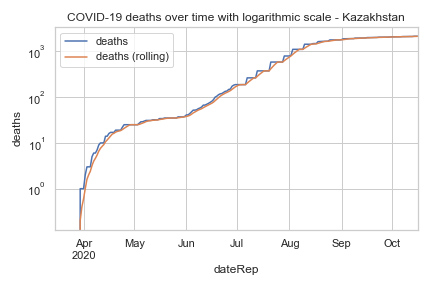 COVID-19 deaths over time with logarithmic scale - Kazakhstan
deaths
deaths (rolling)
10³
10²
10¹
10⁰
deaths
Apr
2020
May
Jun
Jul
Aug
Sep
Oct
dateRep